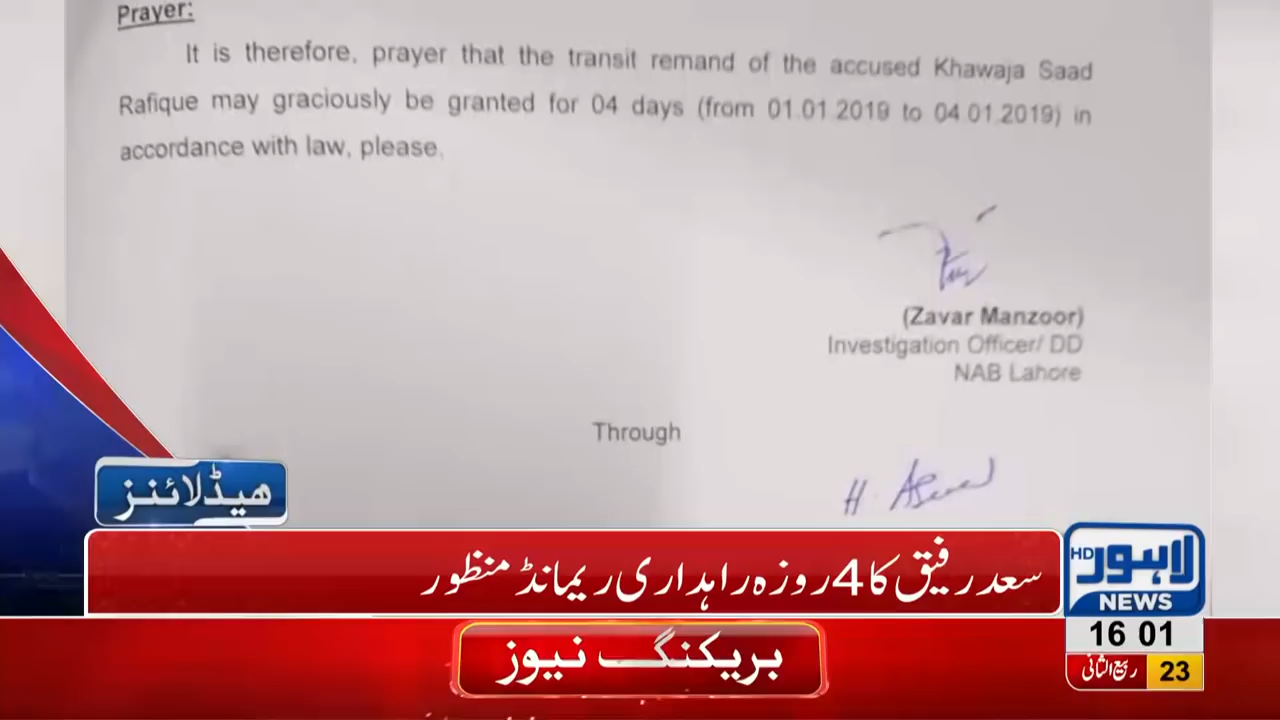 Prayer:
It is therefore, prayer that the transit remand of the accused Khawaja Saad
Rafique may graciously be granted for 04 days (from 01.01.2019 to 04.01.2019) in
accordance with law, please.
(Zavar Manzoor)
Investigation Officer/ DD
NAB Lahore
Through
ہیڈلائنز
سعد رفیق کا 4 روزہ راہداری ریمانڈ منظور
HD لاہور
NEWS
بریکنگ نیوز
16 01
23 ربیع الثانی